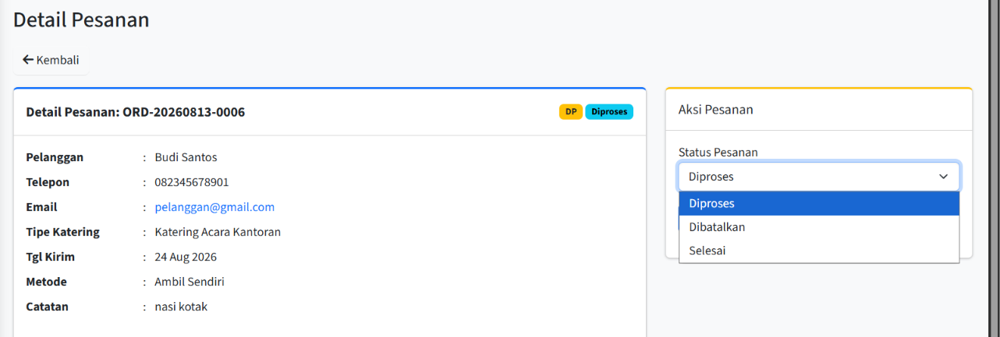 Detail Pesanan
Kembali
Detail Pesanan: ORD-20260813-0006 DP Diproses
Pelanggan : Budi Santos
Telepon : 082345678901
Email : pelanggan@gmail.com
Tipe Katering : Katering Acara Kantoran
Tgl Kirim : 24 Aug 2026
Metode : Ambil Sendiri
Catatan : nasi kotak
Aksi Pesanan
Status Pesanan
Diproses
Diproses
Dibatalkan
Selesai